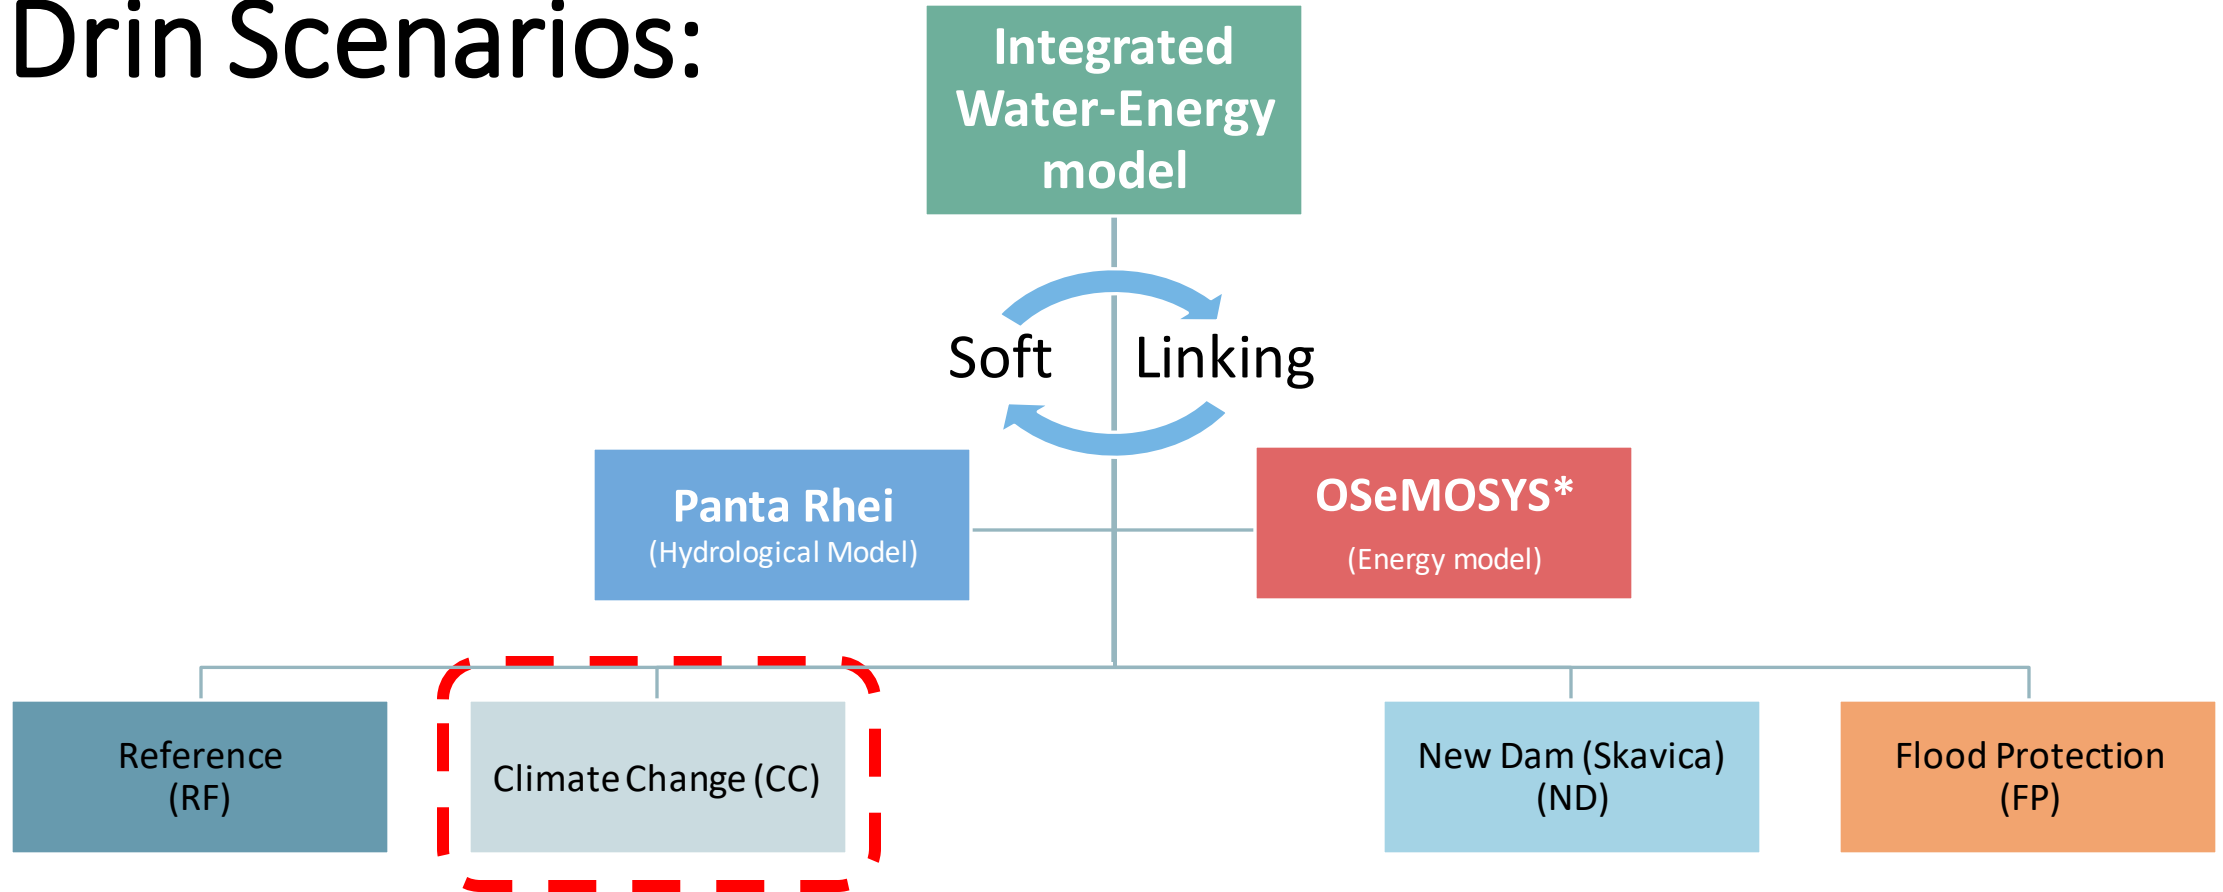 Drin Scenarios:
Integrated
Water-Energy
model
Soft Linking
Panta Rhei
(Hydrological Model)
OSeMOSYS*
(Energy model)
Reference
(RF)
Climate Change (CC)
New Dam (Skavica)
(ND)
Flood Protection
(FP)